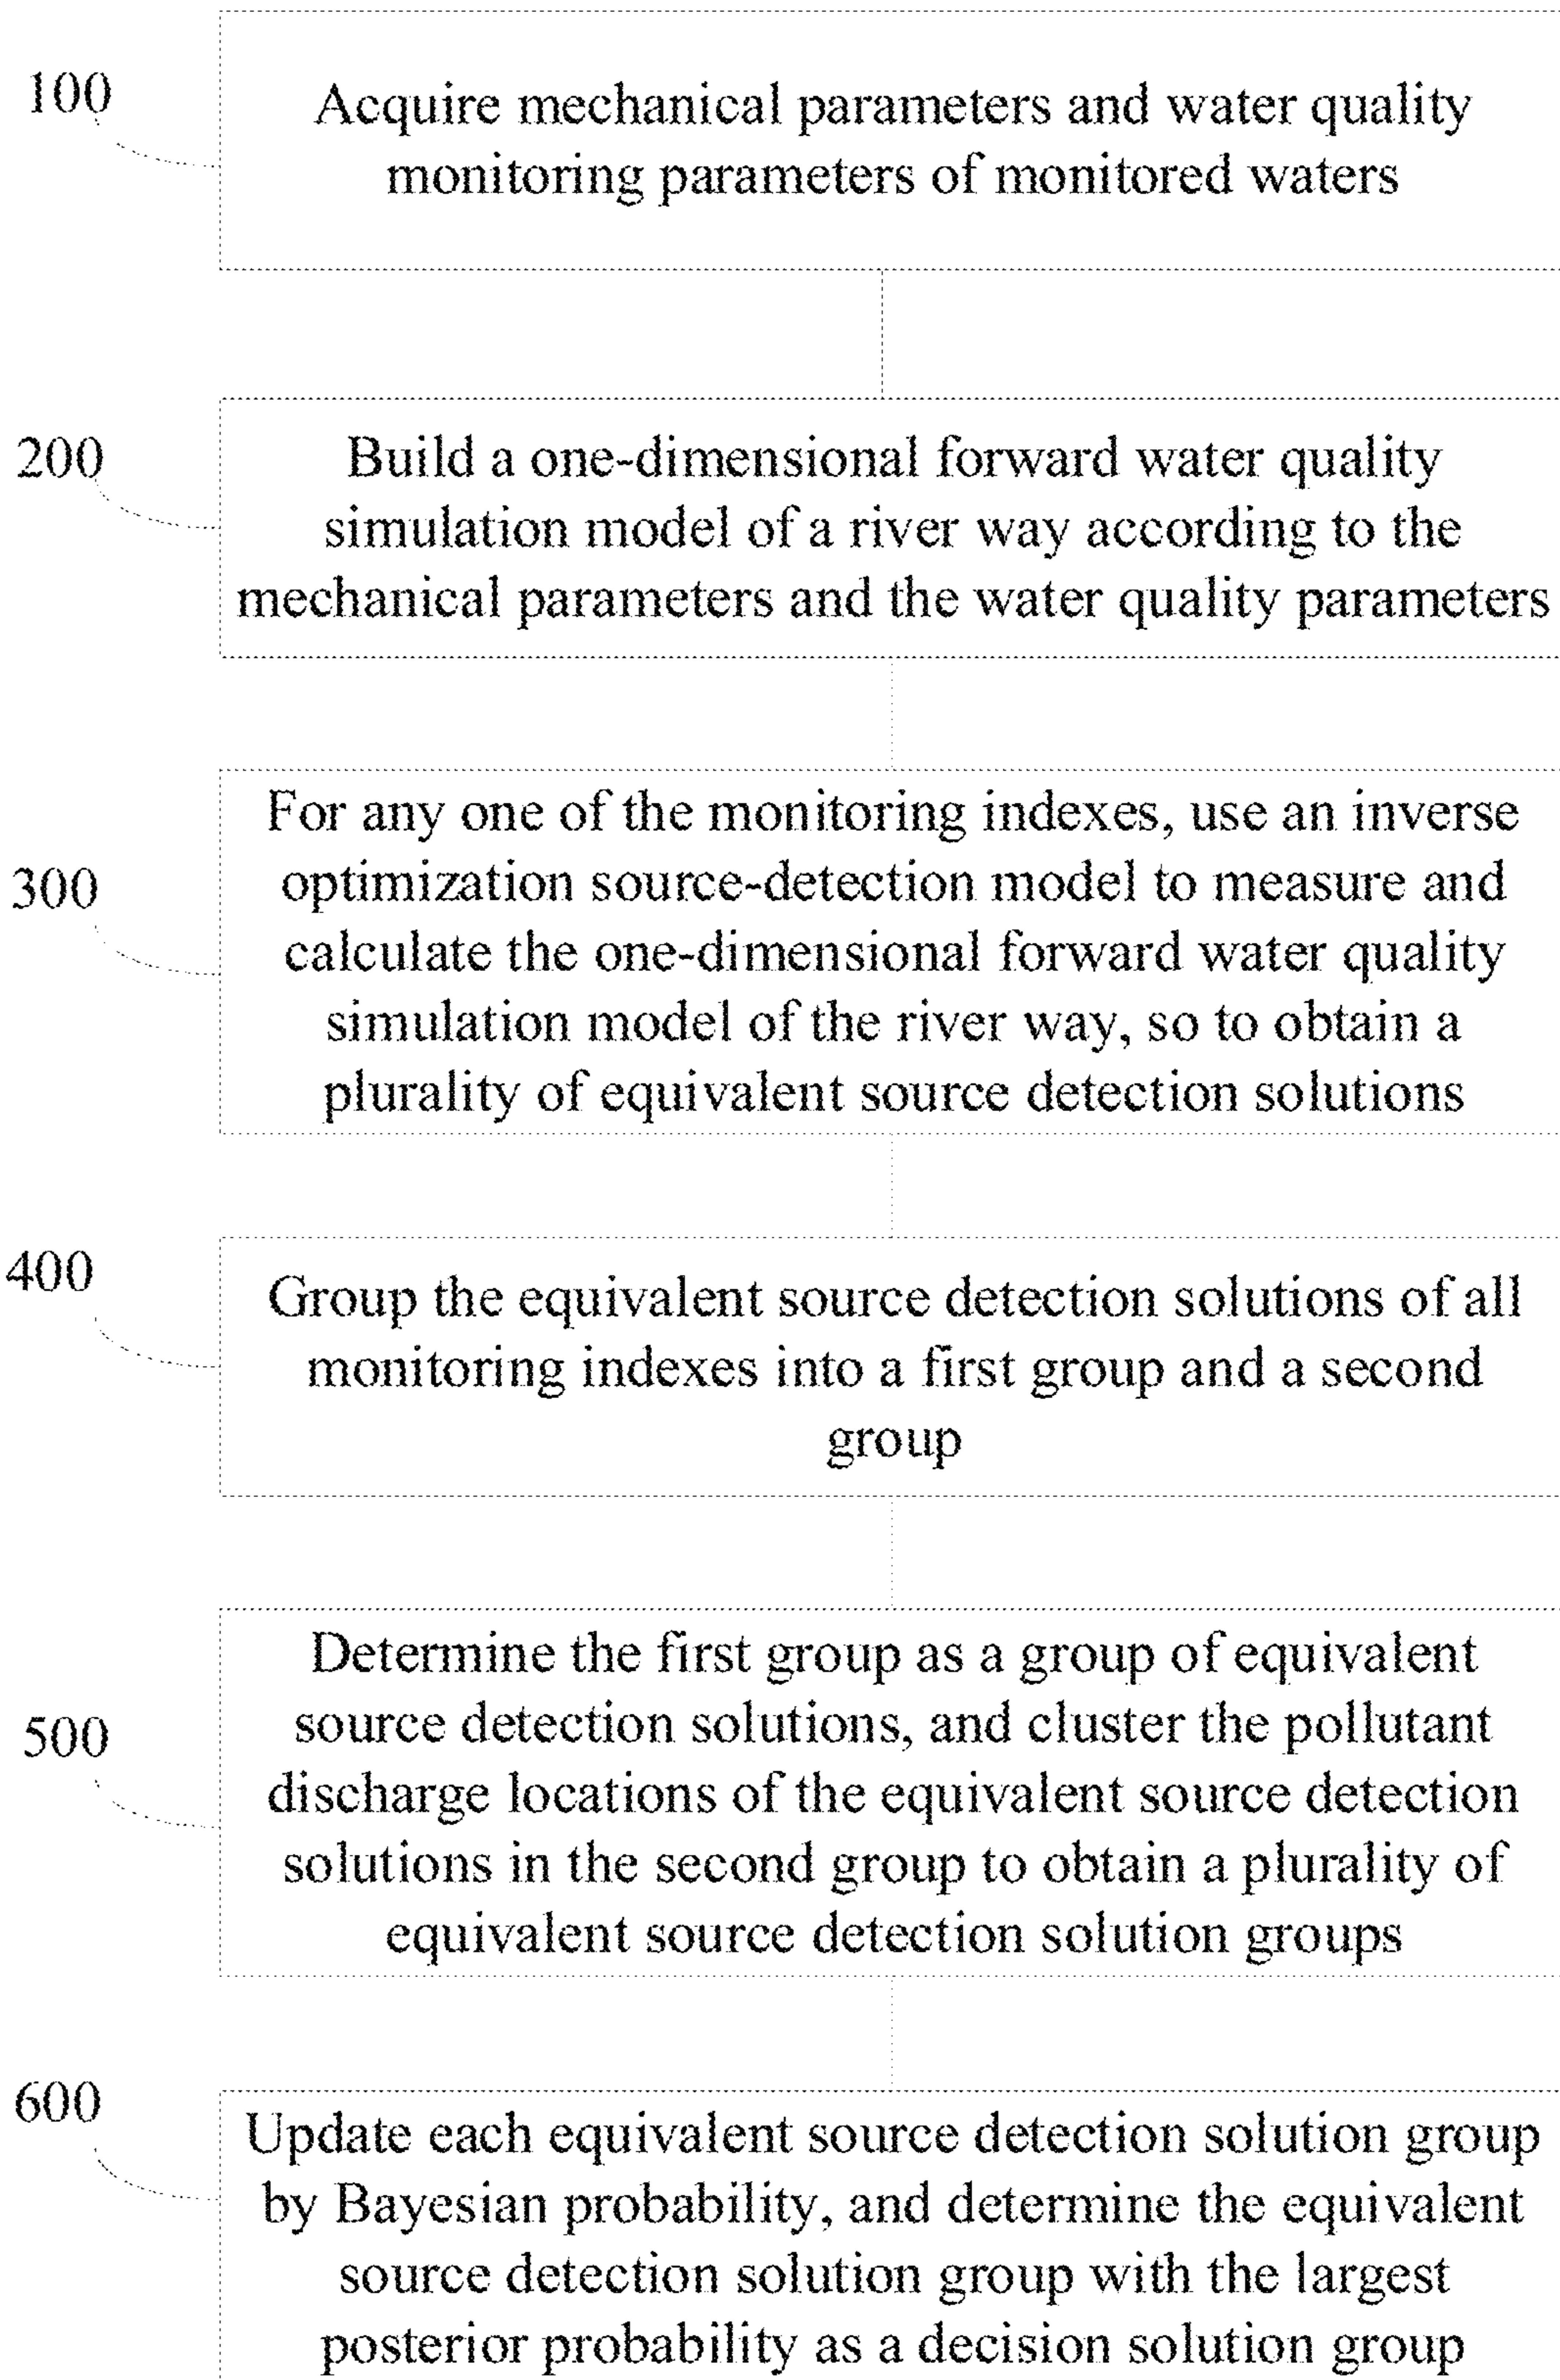 100
Acquire mechanical parameters and water quality
monitoring parameters of monitored waters
200
Build a one-dimensional forward water quality
simulation model of a river way according to the
mechanical parameters and the water quality parameters
300
For any one of the monitoring indexes, use an inverse
optimization source-detection model to measure and
calculate the one-dimensional forward water quality
simulation model of the river way, so to obtain a
plurality of equivalent source detection solutions
400
Group the equivalent source detection solutions of all
monitoring indexes into a first group and a second
group
500
Determine the first group as a group of equivalent
source detection solutions, and cluster the pollutant
discharge locations of the equivalent source detection
solutions in the second group to obtain a plurality of
equivalent source detection solution groups
600
Update each equivalent source detection solution group
by Bayesian probability, and determine the equivalent
source detection solution group with the largest
posterior probability as a decision solution group